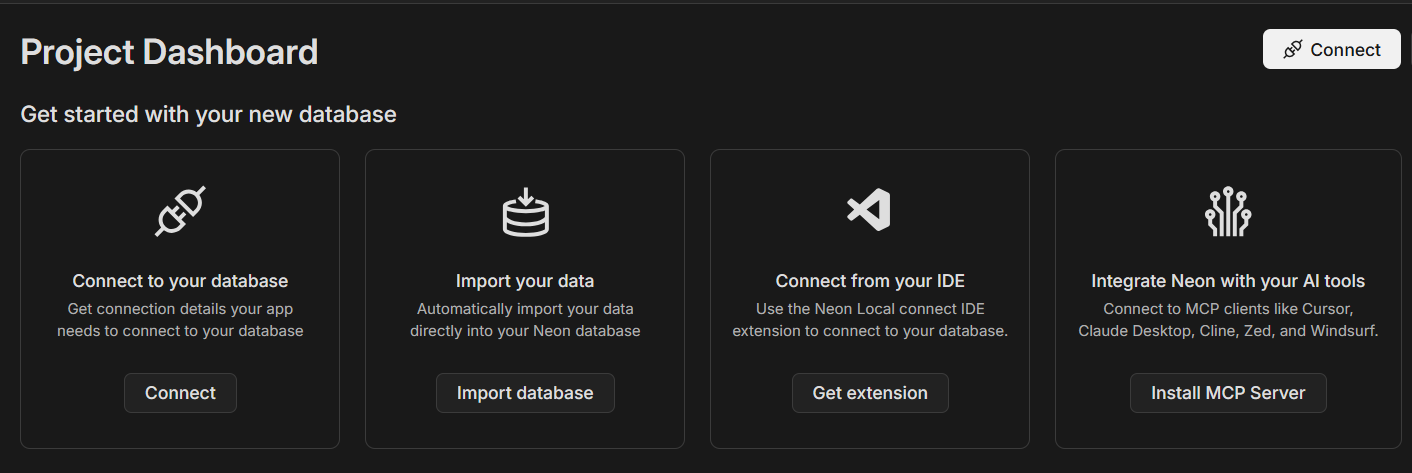 Project Dashboard
Connect
Get started with your new database
Connect to your database
Get connection details your app
needs to connect to your database
Connect
Import your data
Automatically import your data
directly into your Neon database
Import database
Connect from your IDE
Use the Neon Local connect IDE
extension to connect to your database.
Get extension
Integrate Neon with your AI tools
Connect to MCP clients like Cursor,
Claude Desktop, Cline, Zed, and Windsurf.
Install MCP Server